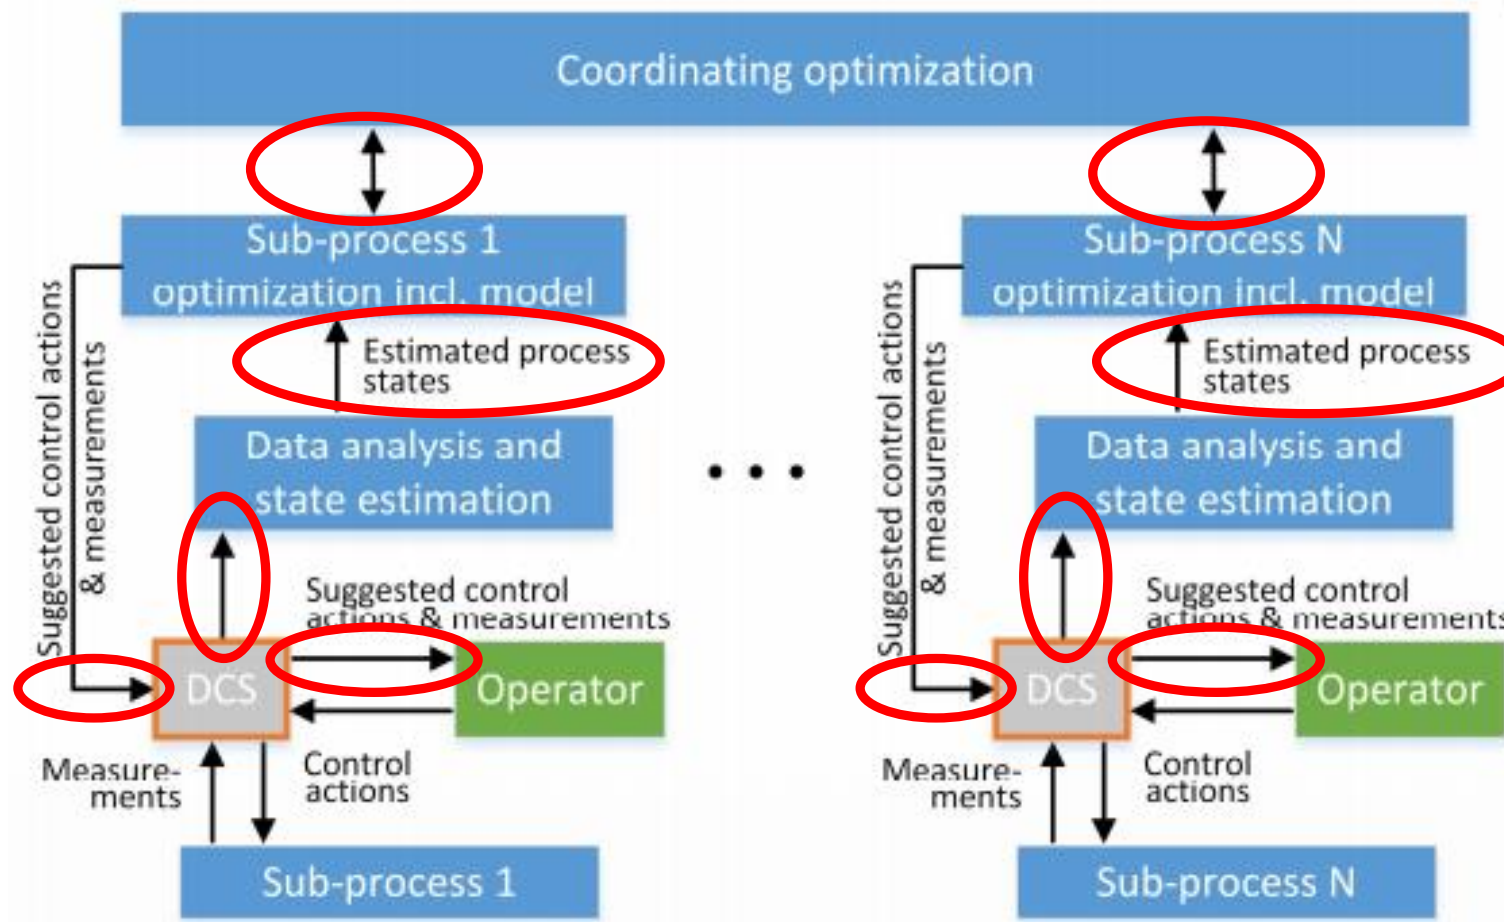 Coordinating optimization
Sub-process 1
optimization incl. model
Sub-process N
optimization incl. model
Suggested control actions
& measurements
Estimated process
states
Suggested control actions
& measurements
Estimated process
states
Data analysis and
state estimation
Data analysis and
state estimation
Suggested control
actions & measurements
Suggested control
actions & measurements
DCS
Operator
DCS
Operator
Measure-
ments
Control
actions
Measure-
ments
Control
actions
Sub-process 1
Sub-process N